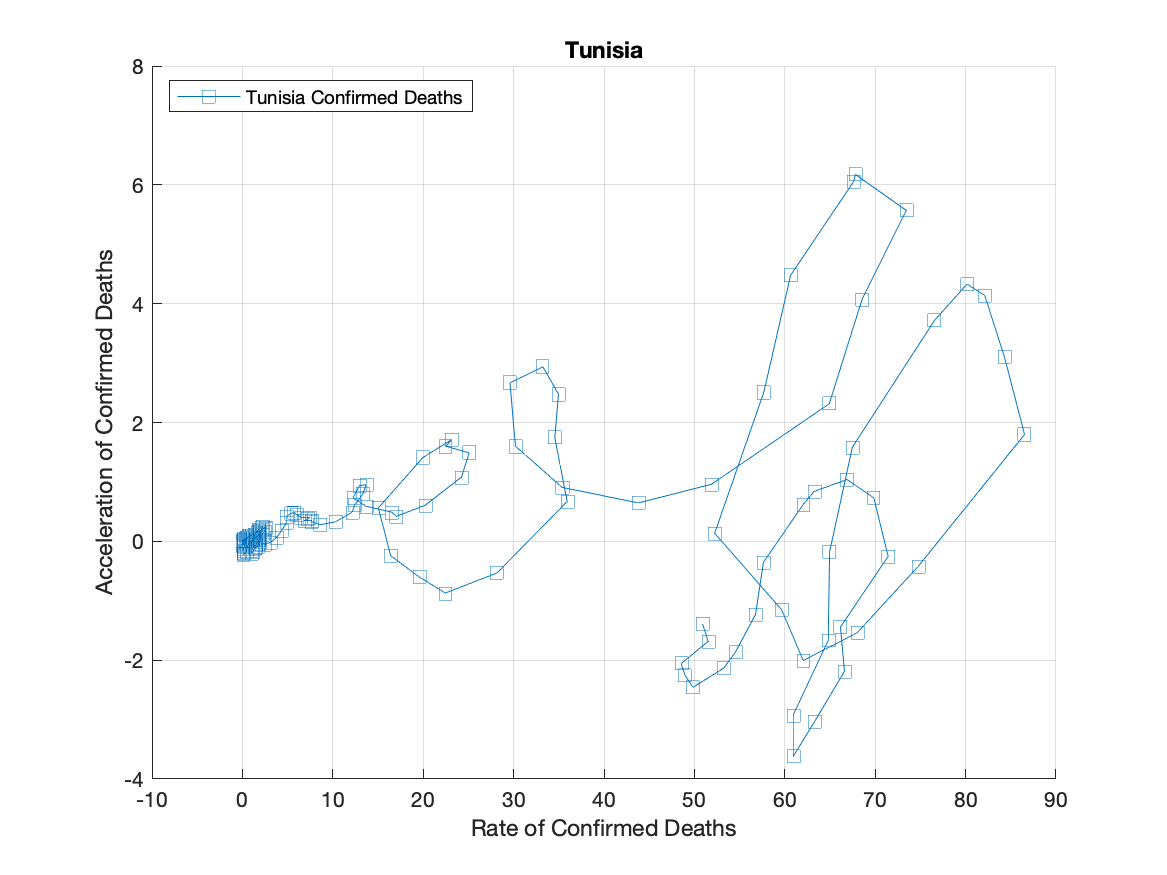 Tunisia
Tunisia Confirmed Deaths
8
6
4
2
0
-2
-4
Acceleration of Confirmed Deaths
-10 0 10 20 30 40 50 60 70 80 90
Rate of Confirmed Deaths